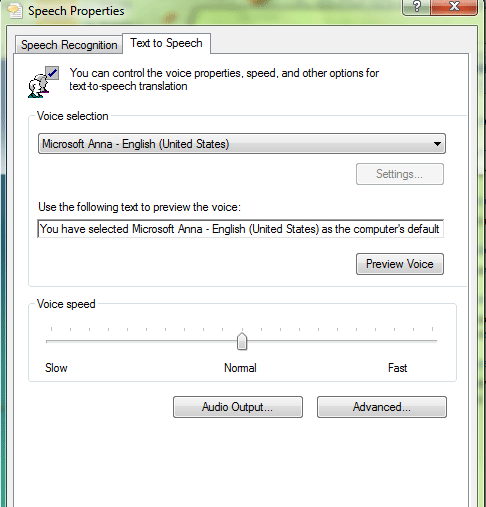 Speech Properties
?
X
Speech Recognition
Text to Speech
You can control the voice properties, speed, and other options for
text-to-speech translation
Voice selection
Microsoft Anna - English (United States)
Settings...
Use the following text to preview the voice:
You have selected Microsoft Anna - English (United States) as the computer's default
Preview Voice
Voice speed
Slow
Normal
Fast
Audio Output...
Advanced...